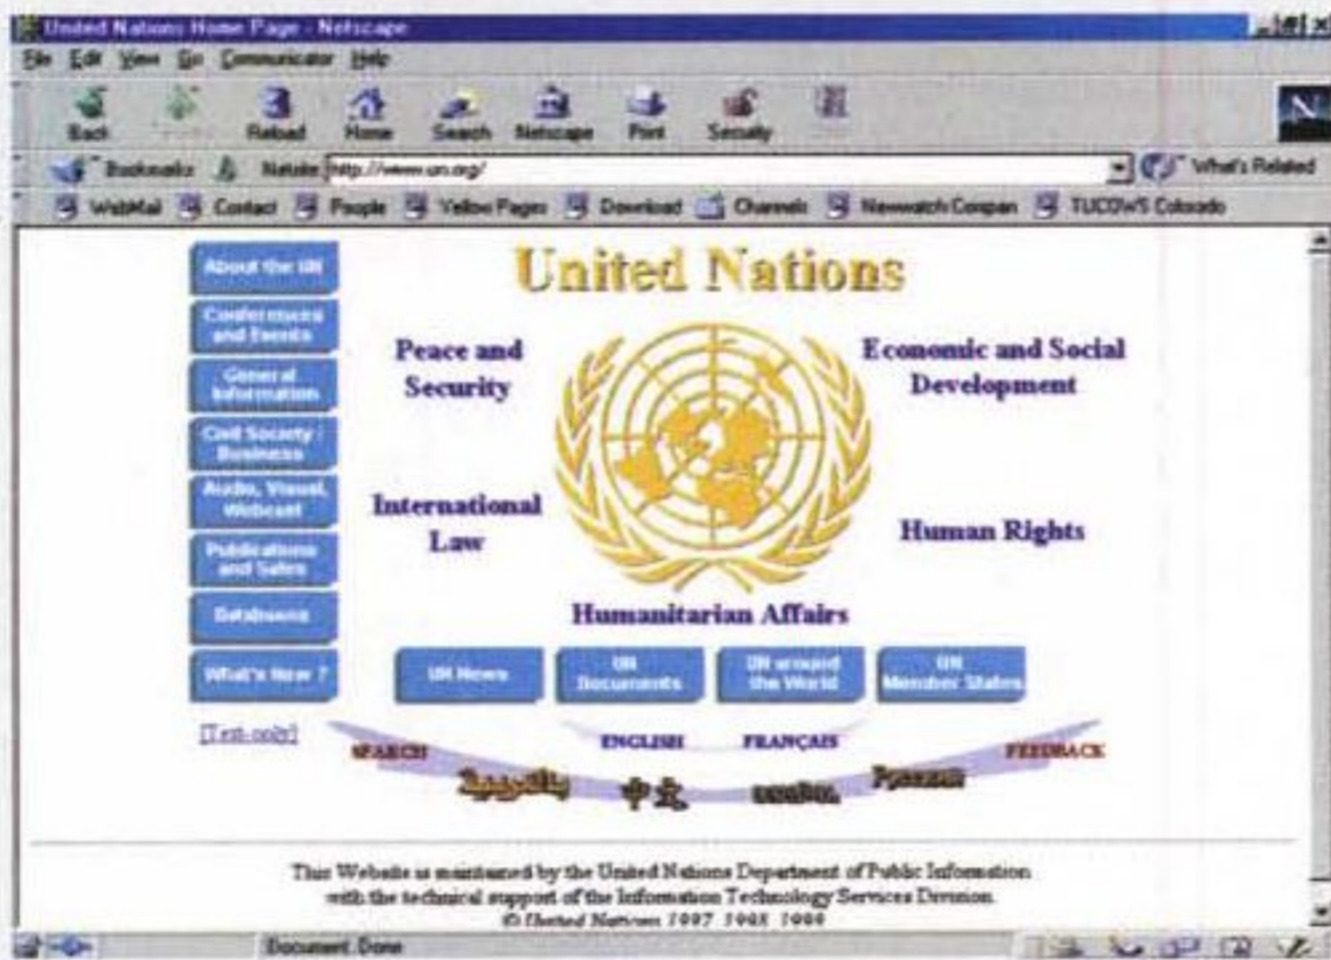 United Nations Home Page - Netscape
File Edit View Go Communicator Help
Back Reload Home Search Netscape Print Security
Bookmarks Netsite: http://www.un.org/ What's Related
WebMail Contact People Yellow Pages Download Channels Newwatch Compan TUCOWS Colorado
United Nations
About the UN
Conferences
and Events
General
Information
Civil Society /
Business
Audio, Visual,
Webcast
Publications
and Sales
Databases
What's New ?
Peace and
Security
Economic and Social
Development
International
Law
Human Rights
Humanitarian Affairs
UN News
UN
Documents
UN around
the World
UN
Member States
[Text-only]
SEARCH
ENGLISH
FRANÇAIS
FEEDBACK
中文
Русский
This Website is maintained by the United Nations Department of Public Information
with the technical support of the Information Technology Services Division.
© United Nations 1997 1998 1999
Document: Done